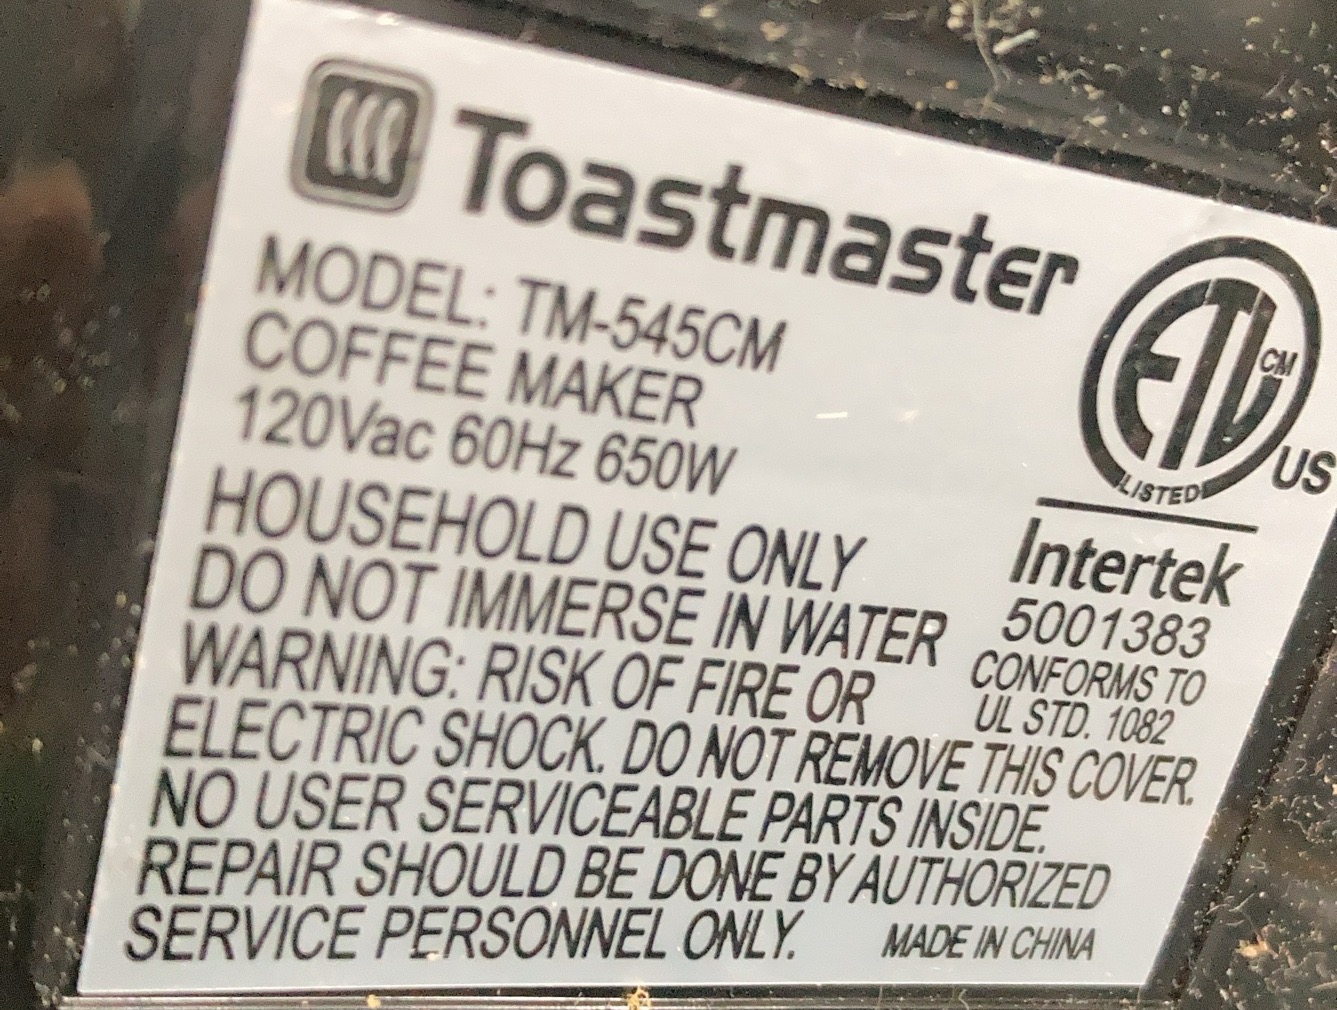 Toastmaster
MODEL: TM-545CM
COFFEE MAKER
120Vac 60Hz 650W
HOUSEHOLD USE ONLY
DO NOT IMMERSE IN WATER
WARNING: RISK OF FIRE OR
ELECTRIC SHOCK. DO NOT REMOVE THIS COVER.
NO USER SERVICEABLE PARTS INSIDE.
REPAIR SHOULD BE DONE BY AUTHORIZED
SERVICE PERSONNEL ONLY.
MADE IN CHINA
ETL CM
LISTED
US
Intertek
5001383
CONFORMS TO
UL STD. 1082